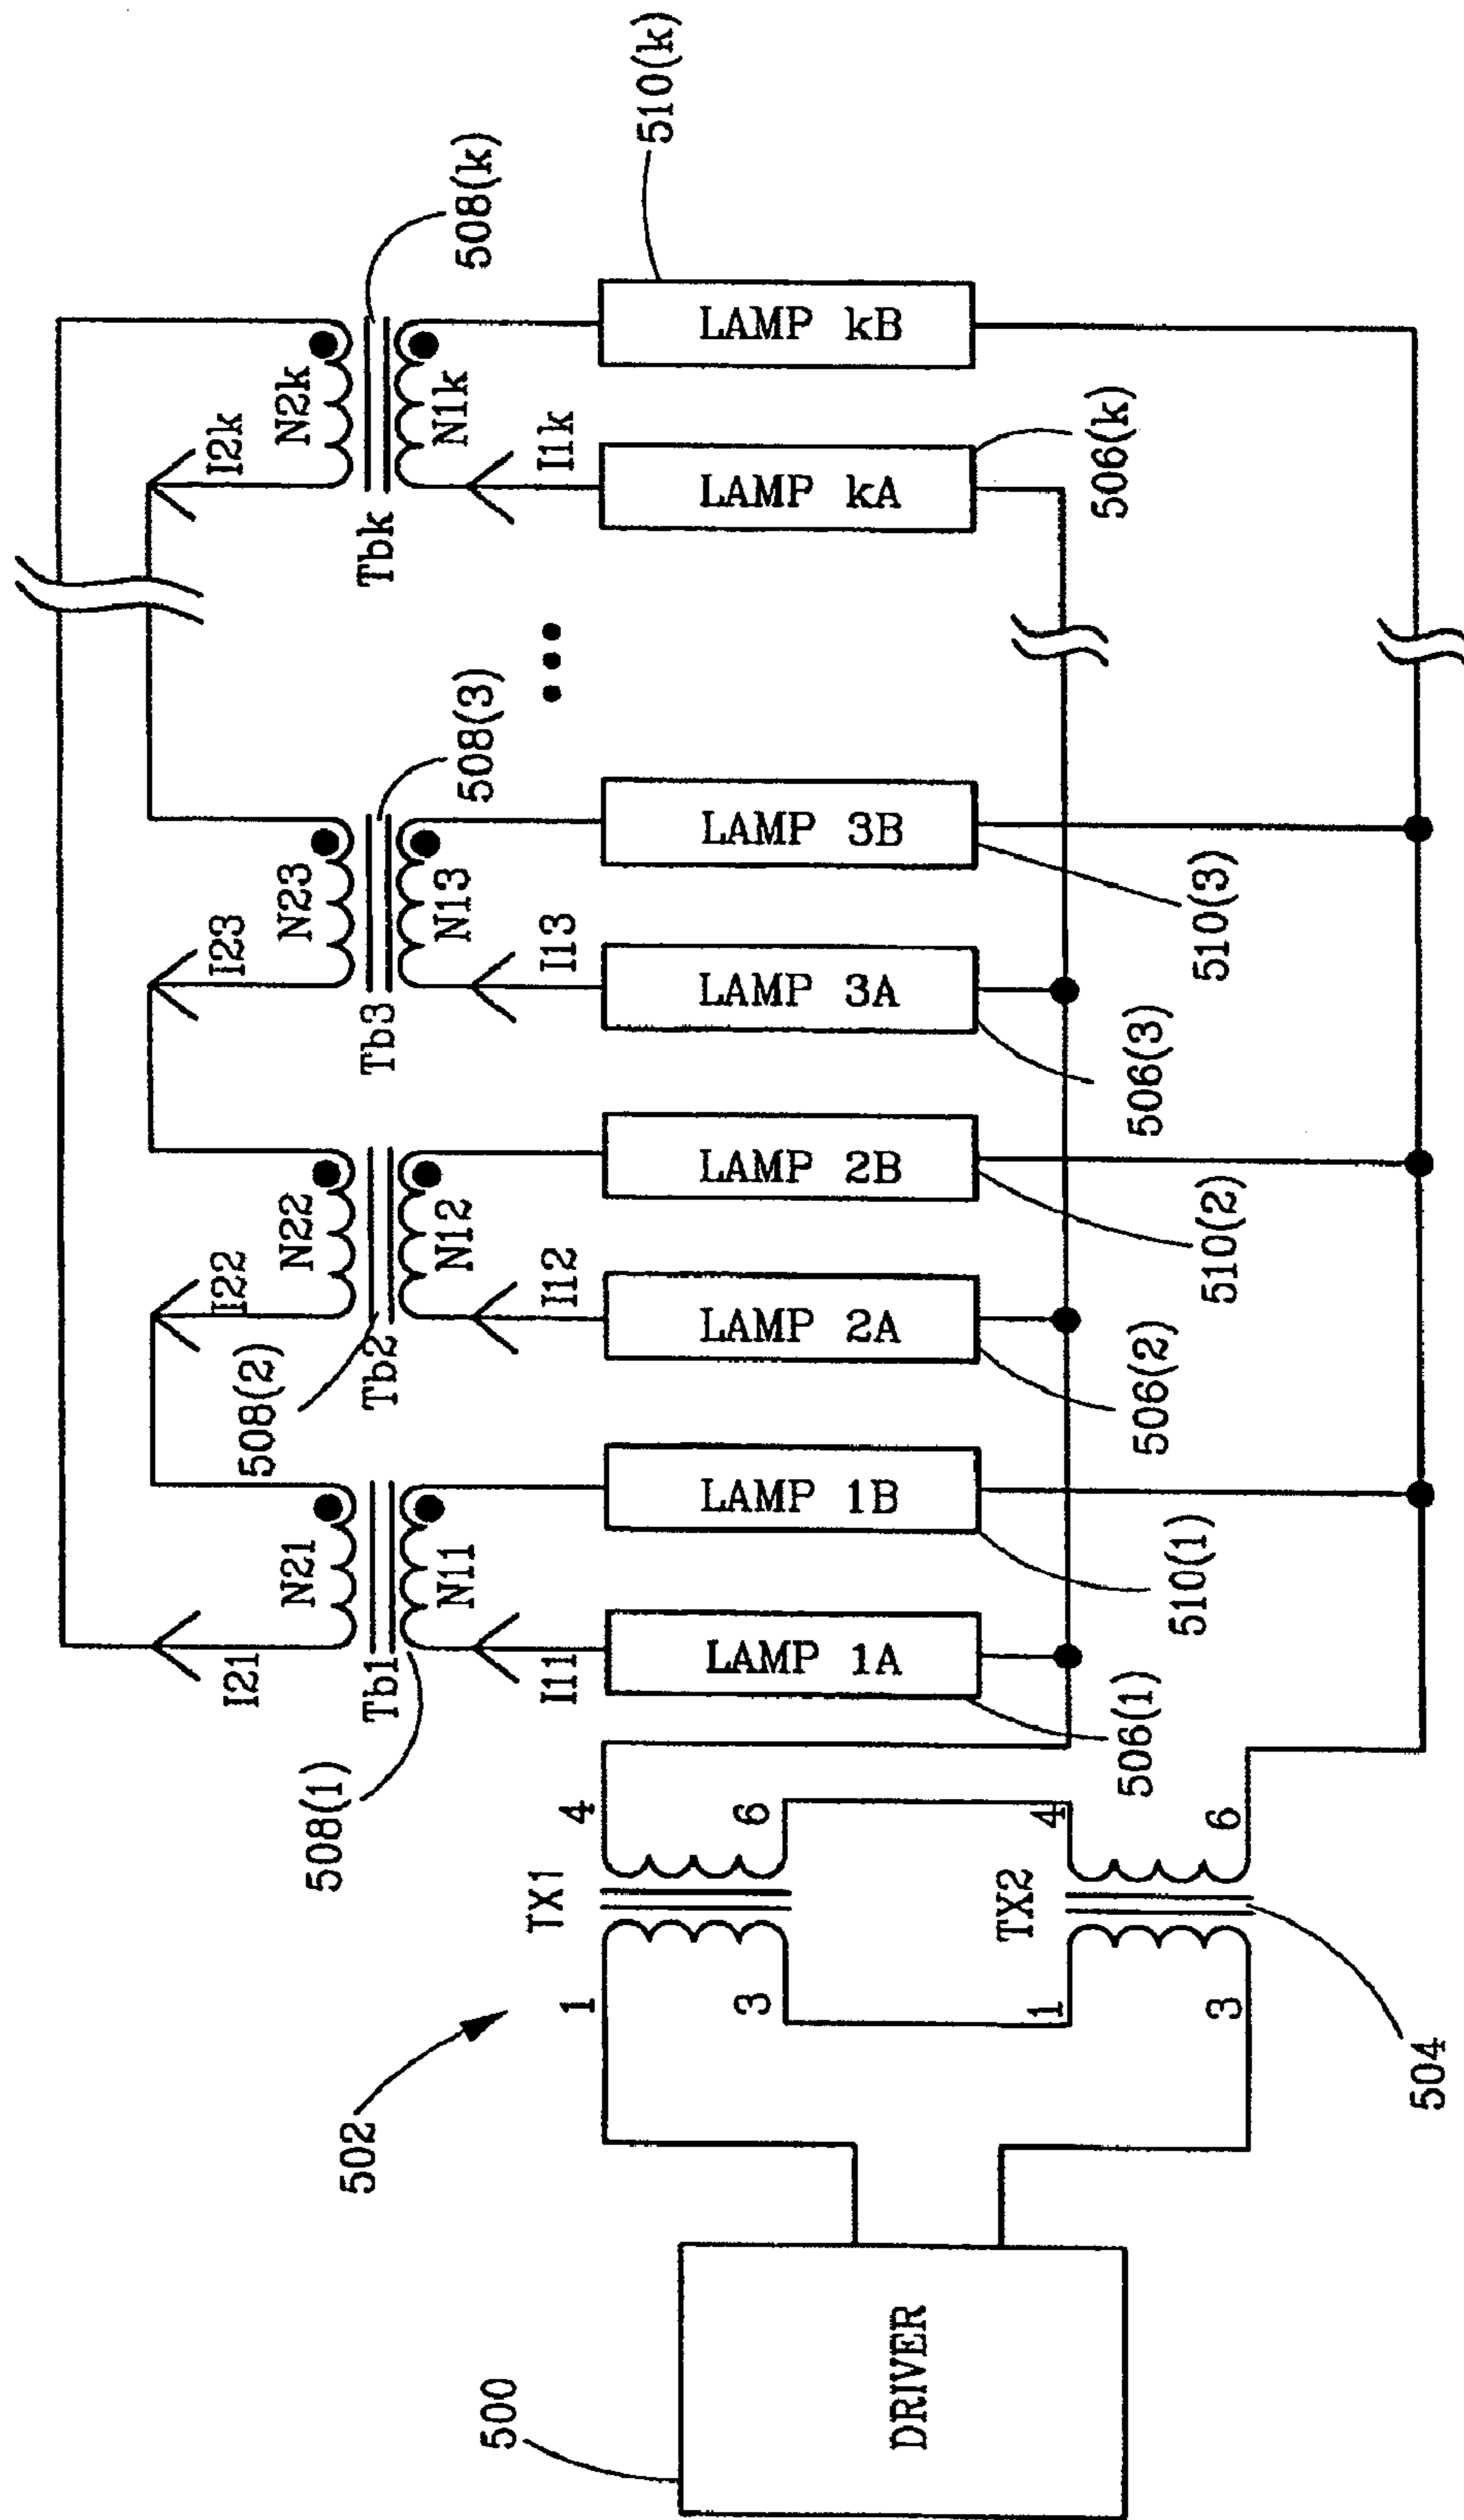 I21
I22
I23
I2k
N21
N22
N23
N2k
508(1)
Tb1
508(2)
Tb2
Tb3
Tbk
N11
N12
N13
N1k
508(3)
508(k)
I11
I12
I13
I1k
510(k)
LAMP 1A
LAMP 1B
LAMP 2A
LAMP 2B
LAMP 3A
LAMP 3B
LAMP kA
LAMP kB
502
TX1
1
3
4
6
TX2
1
3
4
6
500
DRIVER
504
506(1)
510(1)
506(2)
510(2)
506(3)
510(3)
506(k)